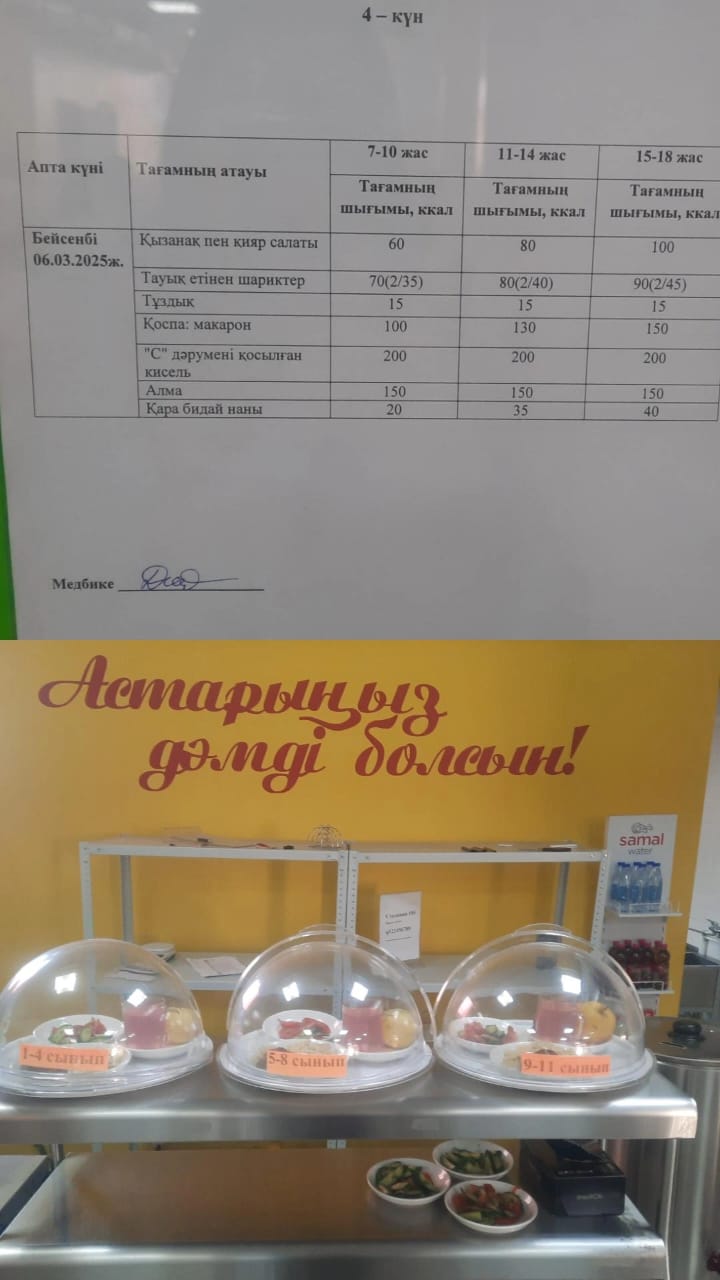 4 – күн
Апта күні | Тағамның атауы | 7-10 жас | 11-14 жас | 15-18 жас
Тағамның шығымы, ккал | Тағамның шығымы, ккал | Тағамның шығымы, ккал
Бейсенбі 06.03.2025ж. | Қызанақ пен қияр салаты | 60 | 80 | 100
Тауық етінен шариктер | 70(2/35) | 80(2/40) | 90(2/45)
Тұздық | 15 | 15 | 15
Қоспа: макарон | 100 | 130 | 150
"С" дәрумені қосылған кисель | 200 | 200 | 200
Алма | 150 | 150 | 150
Қара бидай наны | 20 | 35 | 40
Медбике
Астарыңыз
дәмді болсын!
samal
water
1-4 сынып
5-8 сынып
9-11 сынып